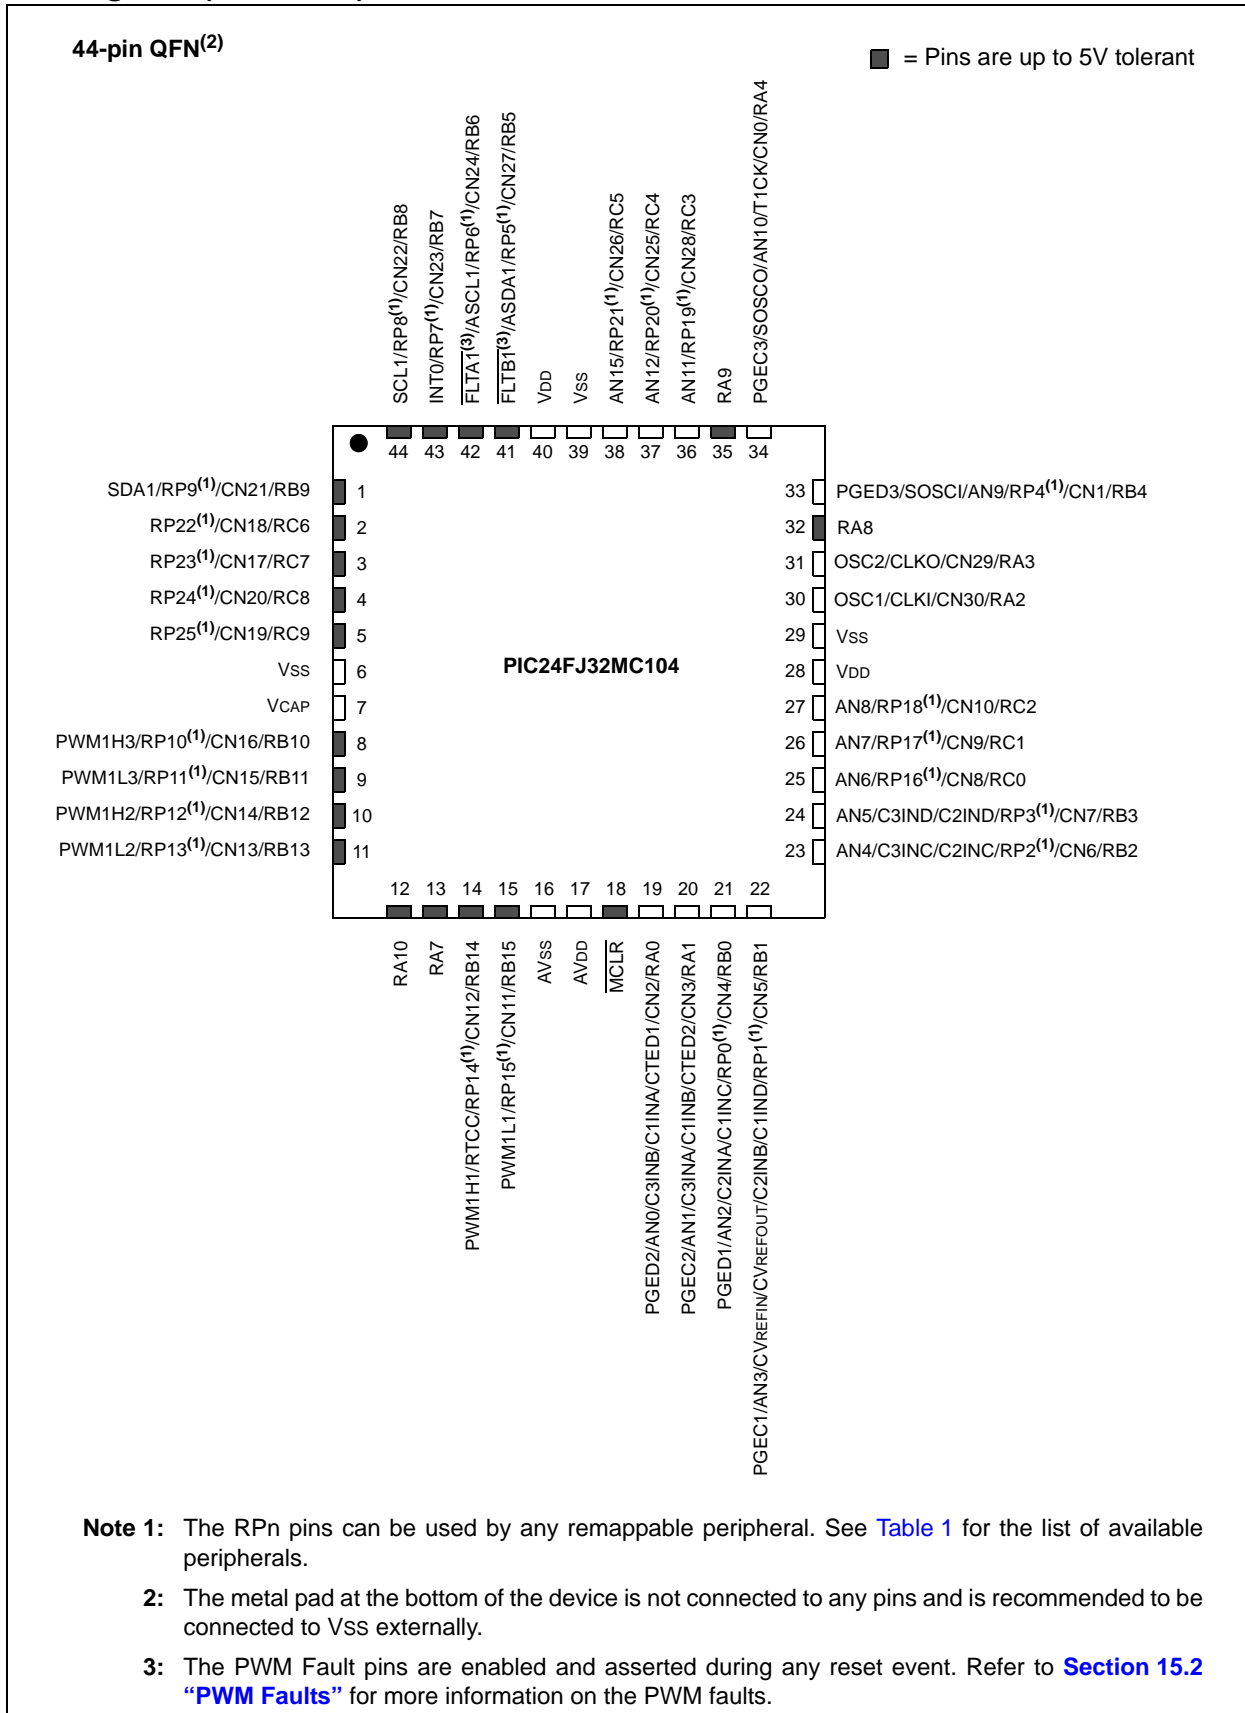 44-pin QFN(2)
= Pins are up to 5V tolerant
SCL1/RP8(1)/CN22/RB8
INT0/RP7(1)/CN23/RB7
FLTA1(3)/ASCL1/RP6(1)/CN24/RB6
FLTB1(3)/ASDA1/RP5(1)/CN27/RB5
VDD
VSS
AN15/RP21(1)/CN26/RC5
AN12/RP20(1)/CN25/RC4
AN11/RP19(1)/CN28/RC3
RA9
PGEC3/SOSCO/AN10/T1CK/CN0/RA4
44 43 42 41 40 39 38 37 36 35 34
SDA1/RP9(1)/CN21/RB9 1
RP22(1)/CN18/RC6 2
RP23(1)/CN17/RC7 3
RP24(1)/CN20/RC8 4
RP25(1)/CN19/RC9 5
VSS 6
VCAP 7
PWM1H3/RP10(1)/CN16/RB10 8
PWM1L3/RP11(1)/CN15/RB11 9
PWM1H2/RP12(1)/CN14/RB12 10
PWM1L2/RP13(1)/CN13/RB13 11
PIC24FJ32MC104
33 PGED3/SOSCI/AN9/RP4(1)/CN1/RB4
32 RA8
31 OSC2/CLKO/CN29/RA3
30 OSC1/CLKI/CN30/RA2
29 VSS
28 VDD
27 AN8/RP18(1)/CN10/RC2
26 AN7/RP17(1)/CN9/RC1
25 AN6/RP16(1)/CN8/RC0
24 AN5/C3IND/C2IND/RP3(1)/CN7/RB3
23 AN4/C3INC/C2INC/RP2(1)/CN6/RB2
12 13 14 15 16 17 18 19 20 21 22
RA10
RA7
PWM1H1/RTCC/RP14(1)/CN12/RB14
PWM1L1/RP15(1)/CN11/RB15
AVSS
AVDD
MCLR
PGED2/AN0/C3INB/C1INA/CTED1/CN2/RA0
PGEC2/AN1/C3INA/C1INB/CTED2/CN3/RA1
PGED1/AN2/C2INA/C1INC/RP0(1)/CN4/RB0
PGEC1/AN3/CVREFIN/CVREFOUT/C2INB/C1IND/RP1(1)/CN5/RB1
Note 1: The RPn pins can be used by any remappable peripheral. See Table 1 for the list of available
peripherals.
2: The metal pad at the bottom of the device is not connected to any pins and is recommended to be
connected to VSS externally.
3: The PWM Fault pins are enabled and asserted during any reset event. Refer to Section 15.2
“PWM Faults” for more information on the PWM faults.